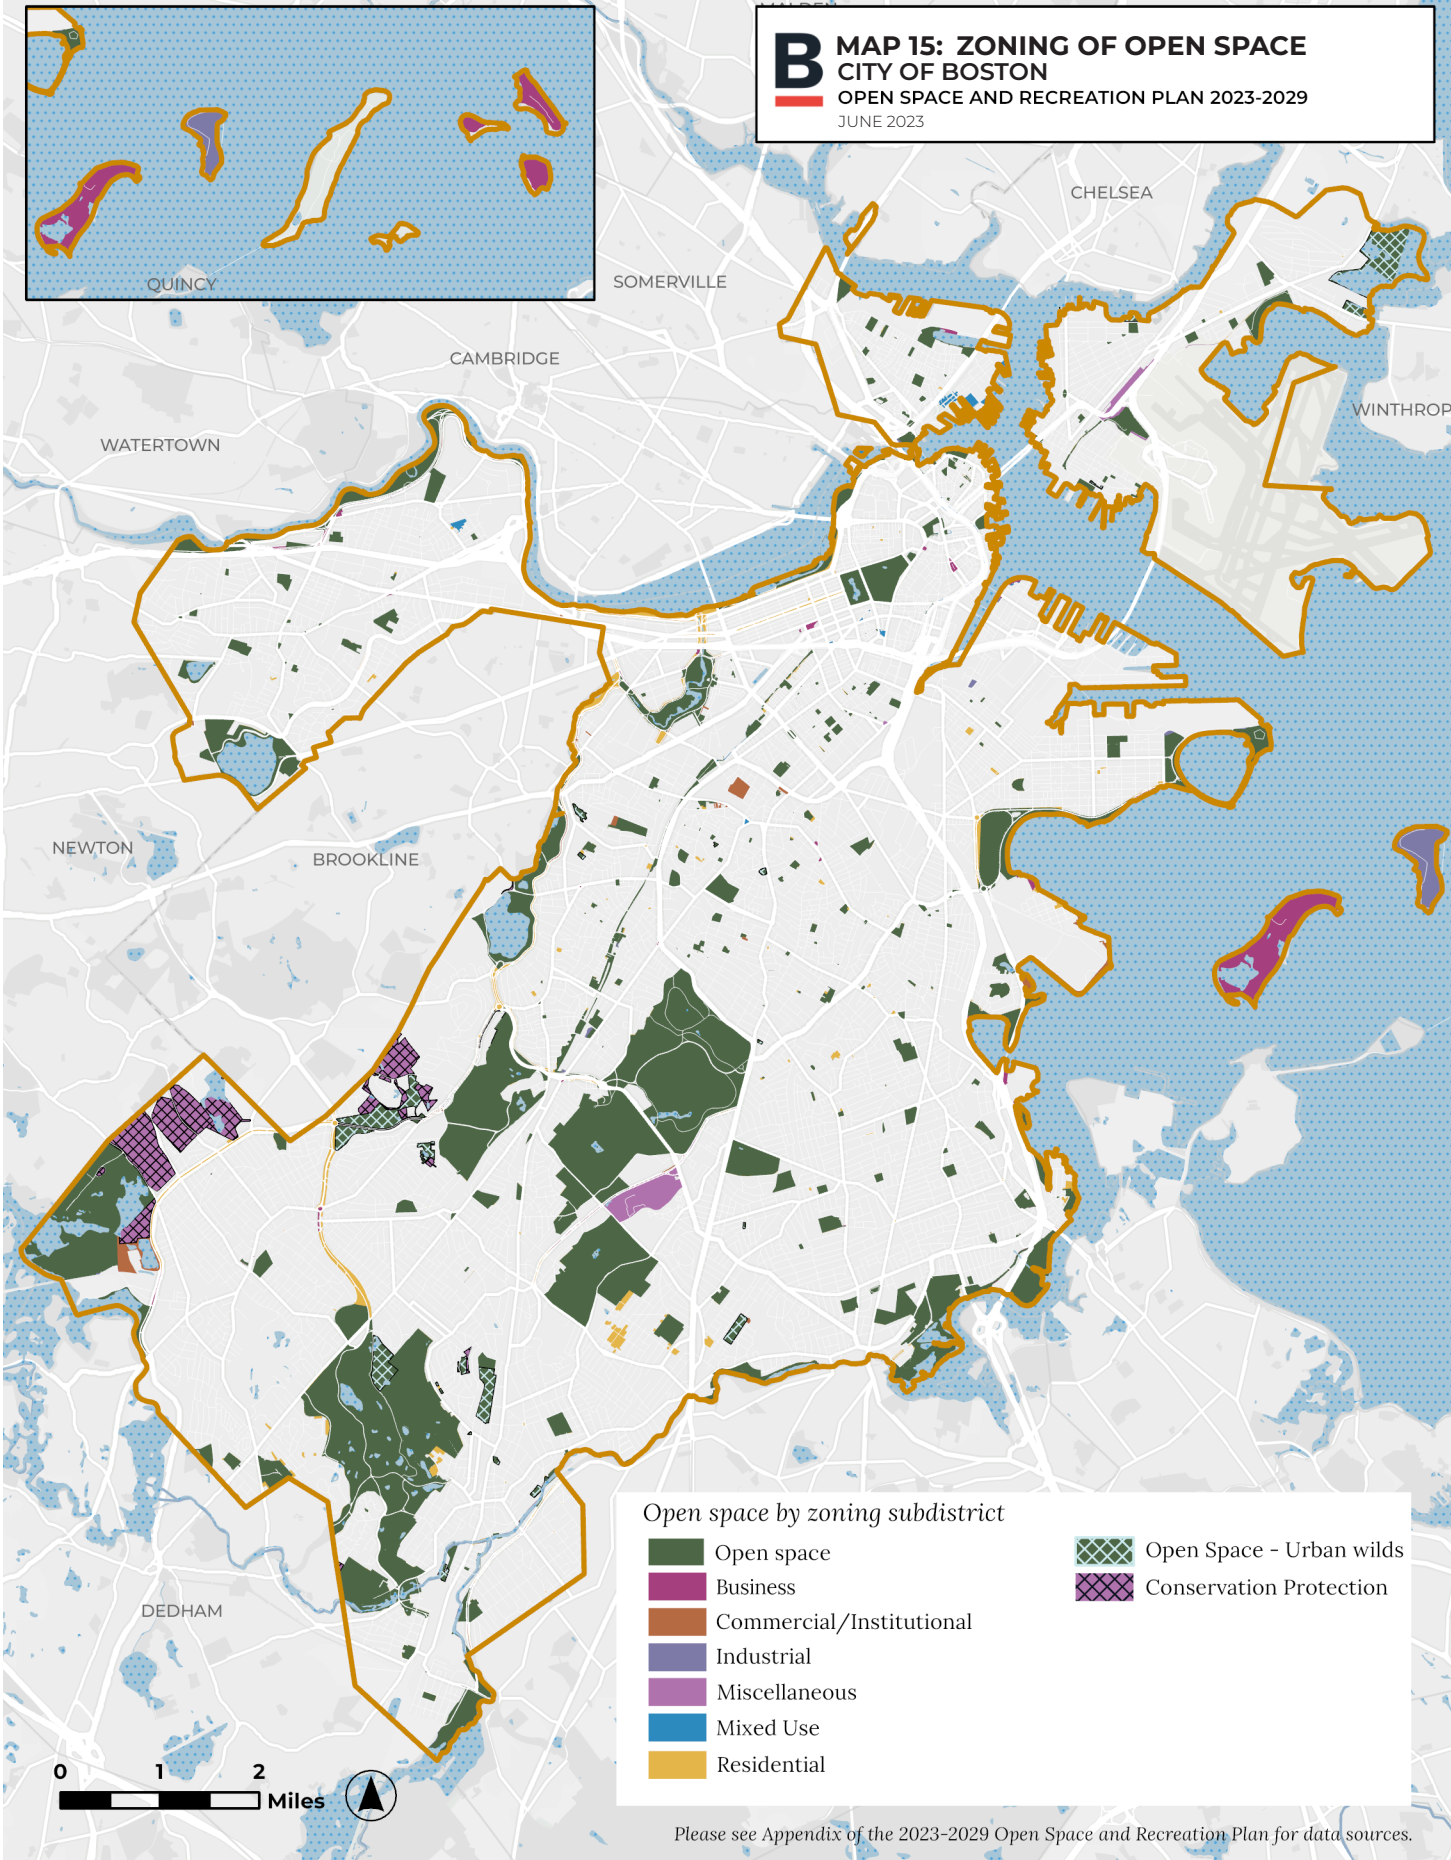 MALDEN
B
MAP 15: ZONING OF OPEN SPACE
CITY OF BOSTON
OPEN SPACE AND RECREATION PLAN 2023-2029
JUNE 2023
CHELSEA
QUINCY
SOMERVILLE
CAMBRIDGE
WINTHROP
WATERTOWN
NEWTON
BROOKLINE
DEDHAM
Open space by zoning subdistrict
Open space
Business
Commercial/Institutional
Industrial
Miscellaneous
Mixed Use
Residential
Open Space - Urban wilds
Conservation Protection
0 1 2
Miles
Please see Appendix of the 2023-2029 Open Space and Recreation Plan for data sources.